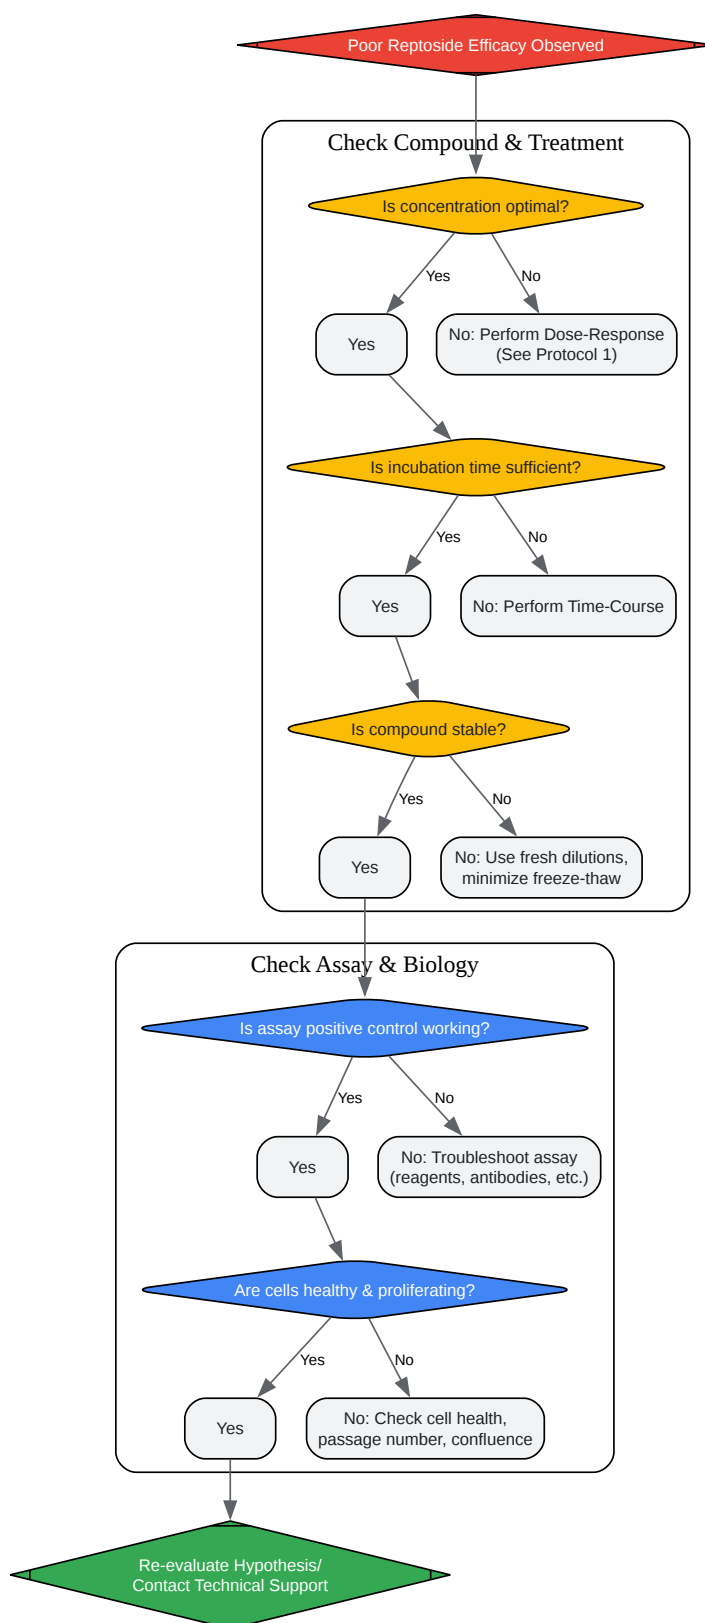 Poor Reptoside Efficacy Observed
Check Compound & Treatment
Is concentration optimal?
Yes
No
Yes
No: Perform Dose-Response
(See Protocol 1)
Is incubation time sufficient?
Yes
No
Yes
No: Perform Time-Course
Is compound stable?
Yes
No
Yes
No: Use fresh dilutions,
minimize freeze-thaw
Check Assay & Biology
Is assay positive control working?
Yes
No
Yes
No: Troubleshoot assay
(reagents, antibodies, etc.)
Are cells healthy & proliferating?
Yes
No
Yes
No: Check cell health,
passage number, confluence
Re-evaluate Hypothesis/
Contact Technical Support